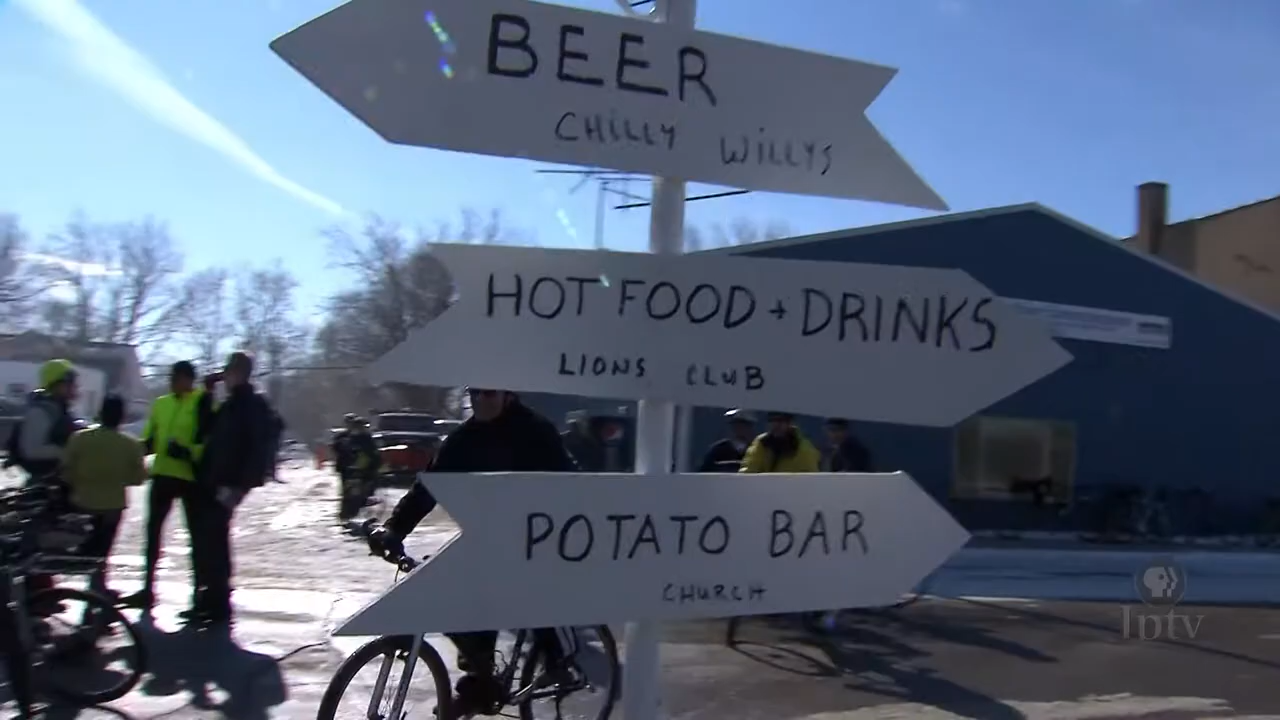 BEER
CHILLY WILLYS
HOT FOOD + DRINKS
LIONS CLUB
POTATO BAR
CHURCH
Iptv